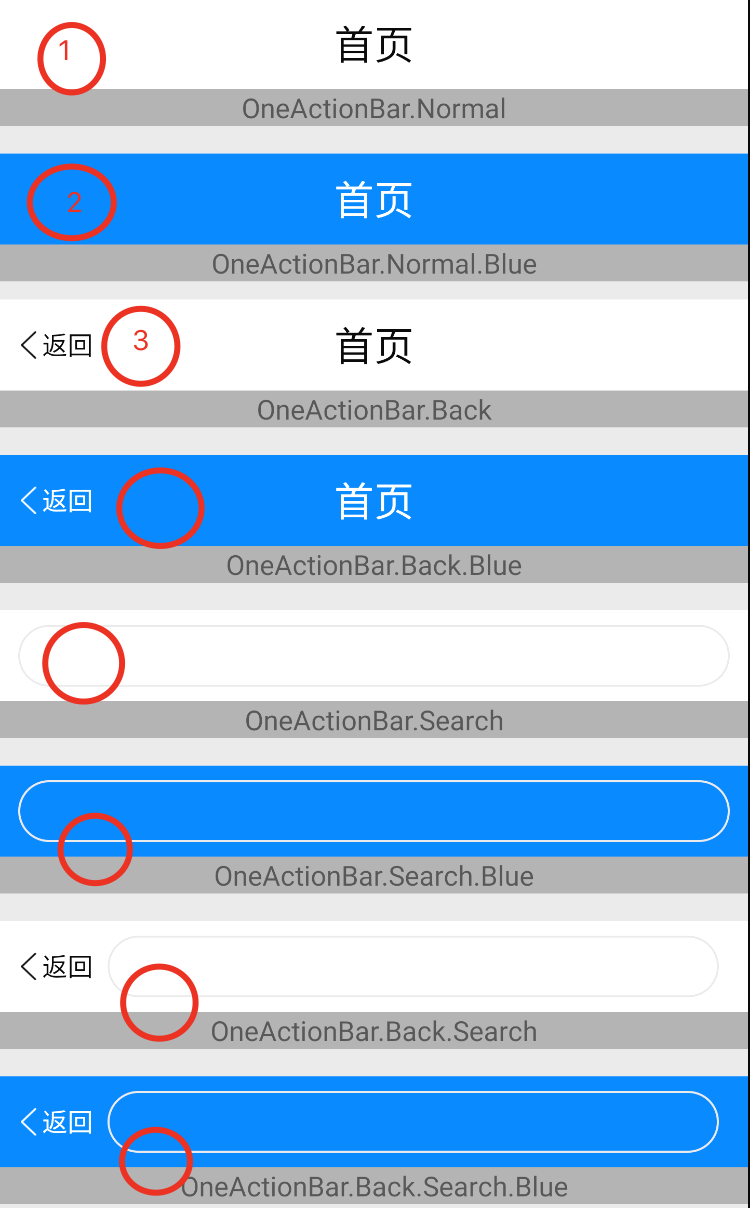 1
首页
OneActionBar.Normal
2
首页
OneActionBar.Normal.Blue
返回
3
首页
OneActionBar.Back
返回
首页
OneActionBar.Back.Blue
OneActionBar.Search
OneActionBar.Search.Blue
返回
OneActionBar.Back.Search
返回
OneActionBar.Back.Search.Blue